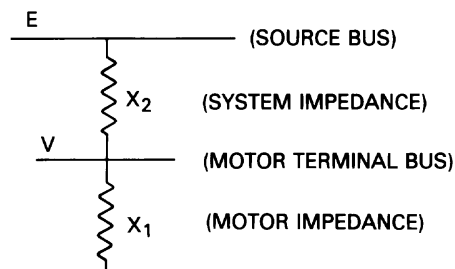 E
(SOURCE BUS)
X₂ (SYSTEM IMPEDANCE)
V
(MOTOR TERMINAL BUS)
X₁ (MOTOR IMPEDANCE)